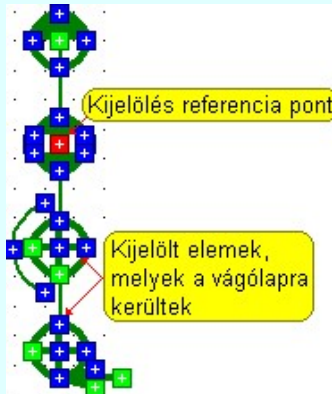 Kijelölés referencia pont
Kijelölt elemek,
melyek a vágólapra
kerültek